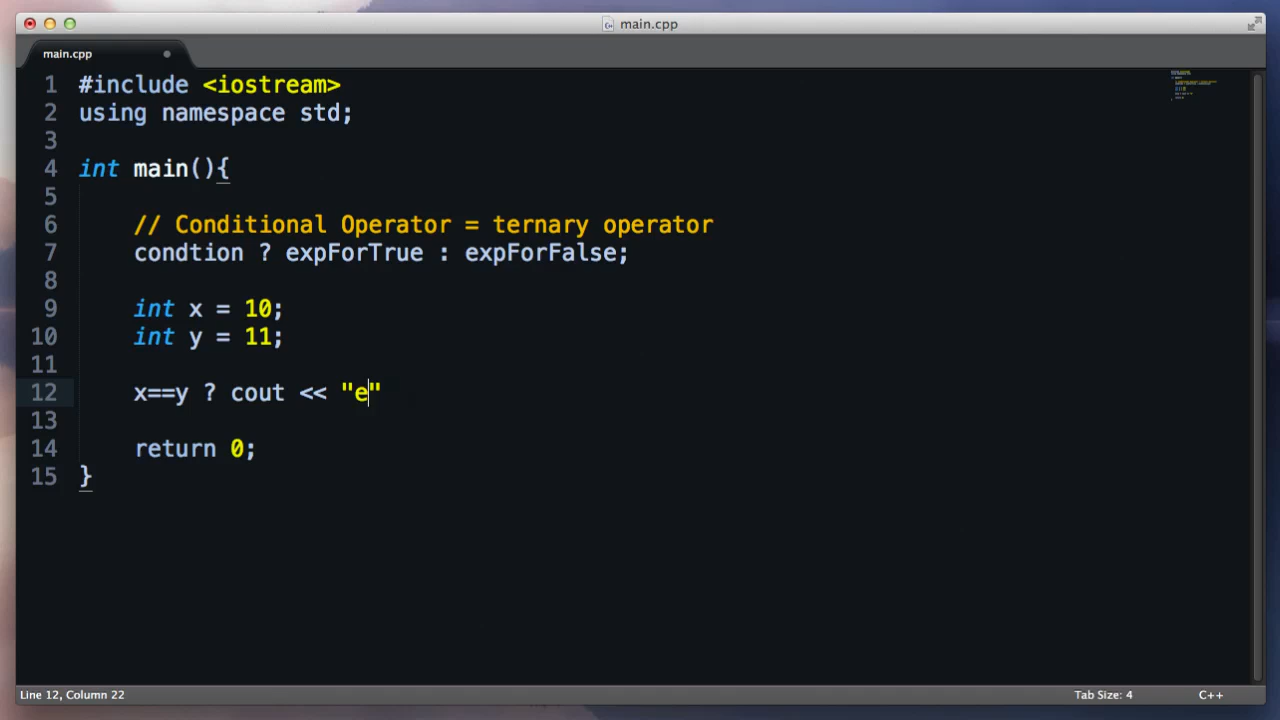 main.cpp
main.cpp
1 #include <iostream>
2 using namespace std;
3
4 int main(){
5
6 // Conditional Operator = ternary operator
7 condtion ? expForTrue : expForFalse;
8
9 int x = 10;
10 int y = 11;
11
12 x==y ? cout << "e"
13
14 return 0;
15 }
Line 12, Column 22 Tab Size: 4 C++